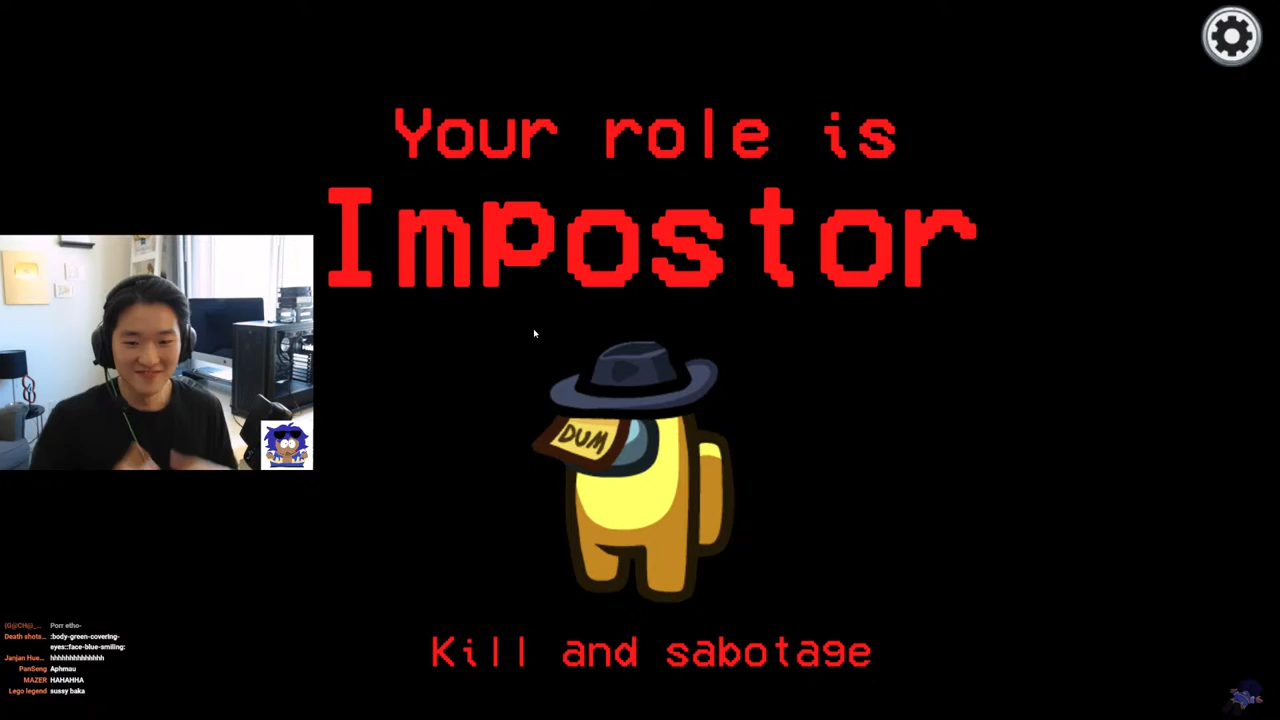 Your role is
Impostor
DUM
Kill and sabotage
Porr etho-
Death shots... :body-green-covering-
eyes::face-blue-smiling:
Janjan Hue... hhhhhhhhhhhhh
PanSeng Aphmau
MAZER HAHAHHA
Lego legend sussy baka